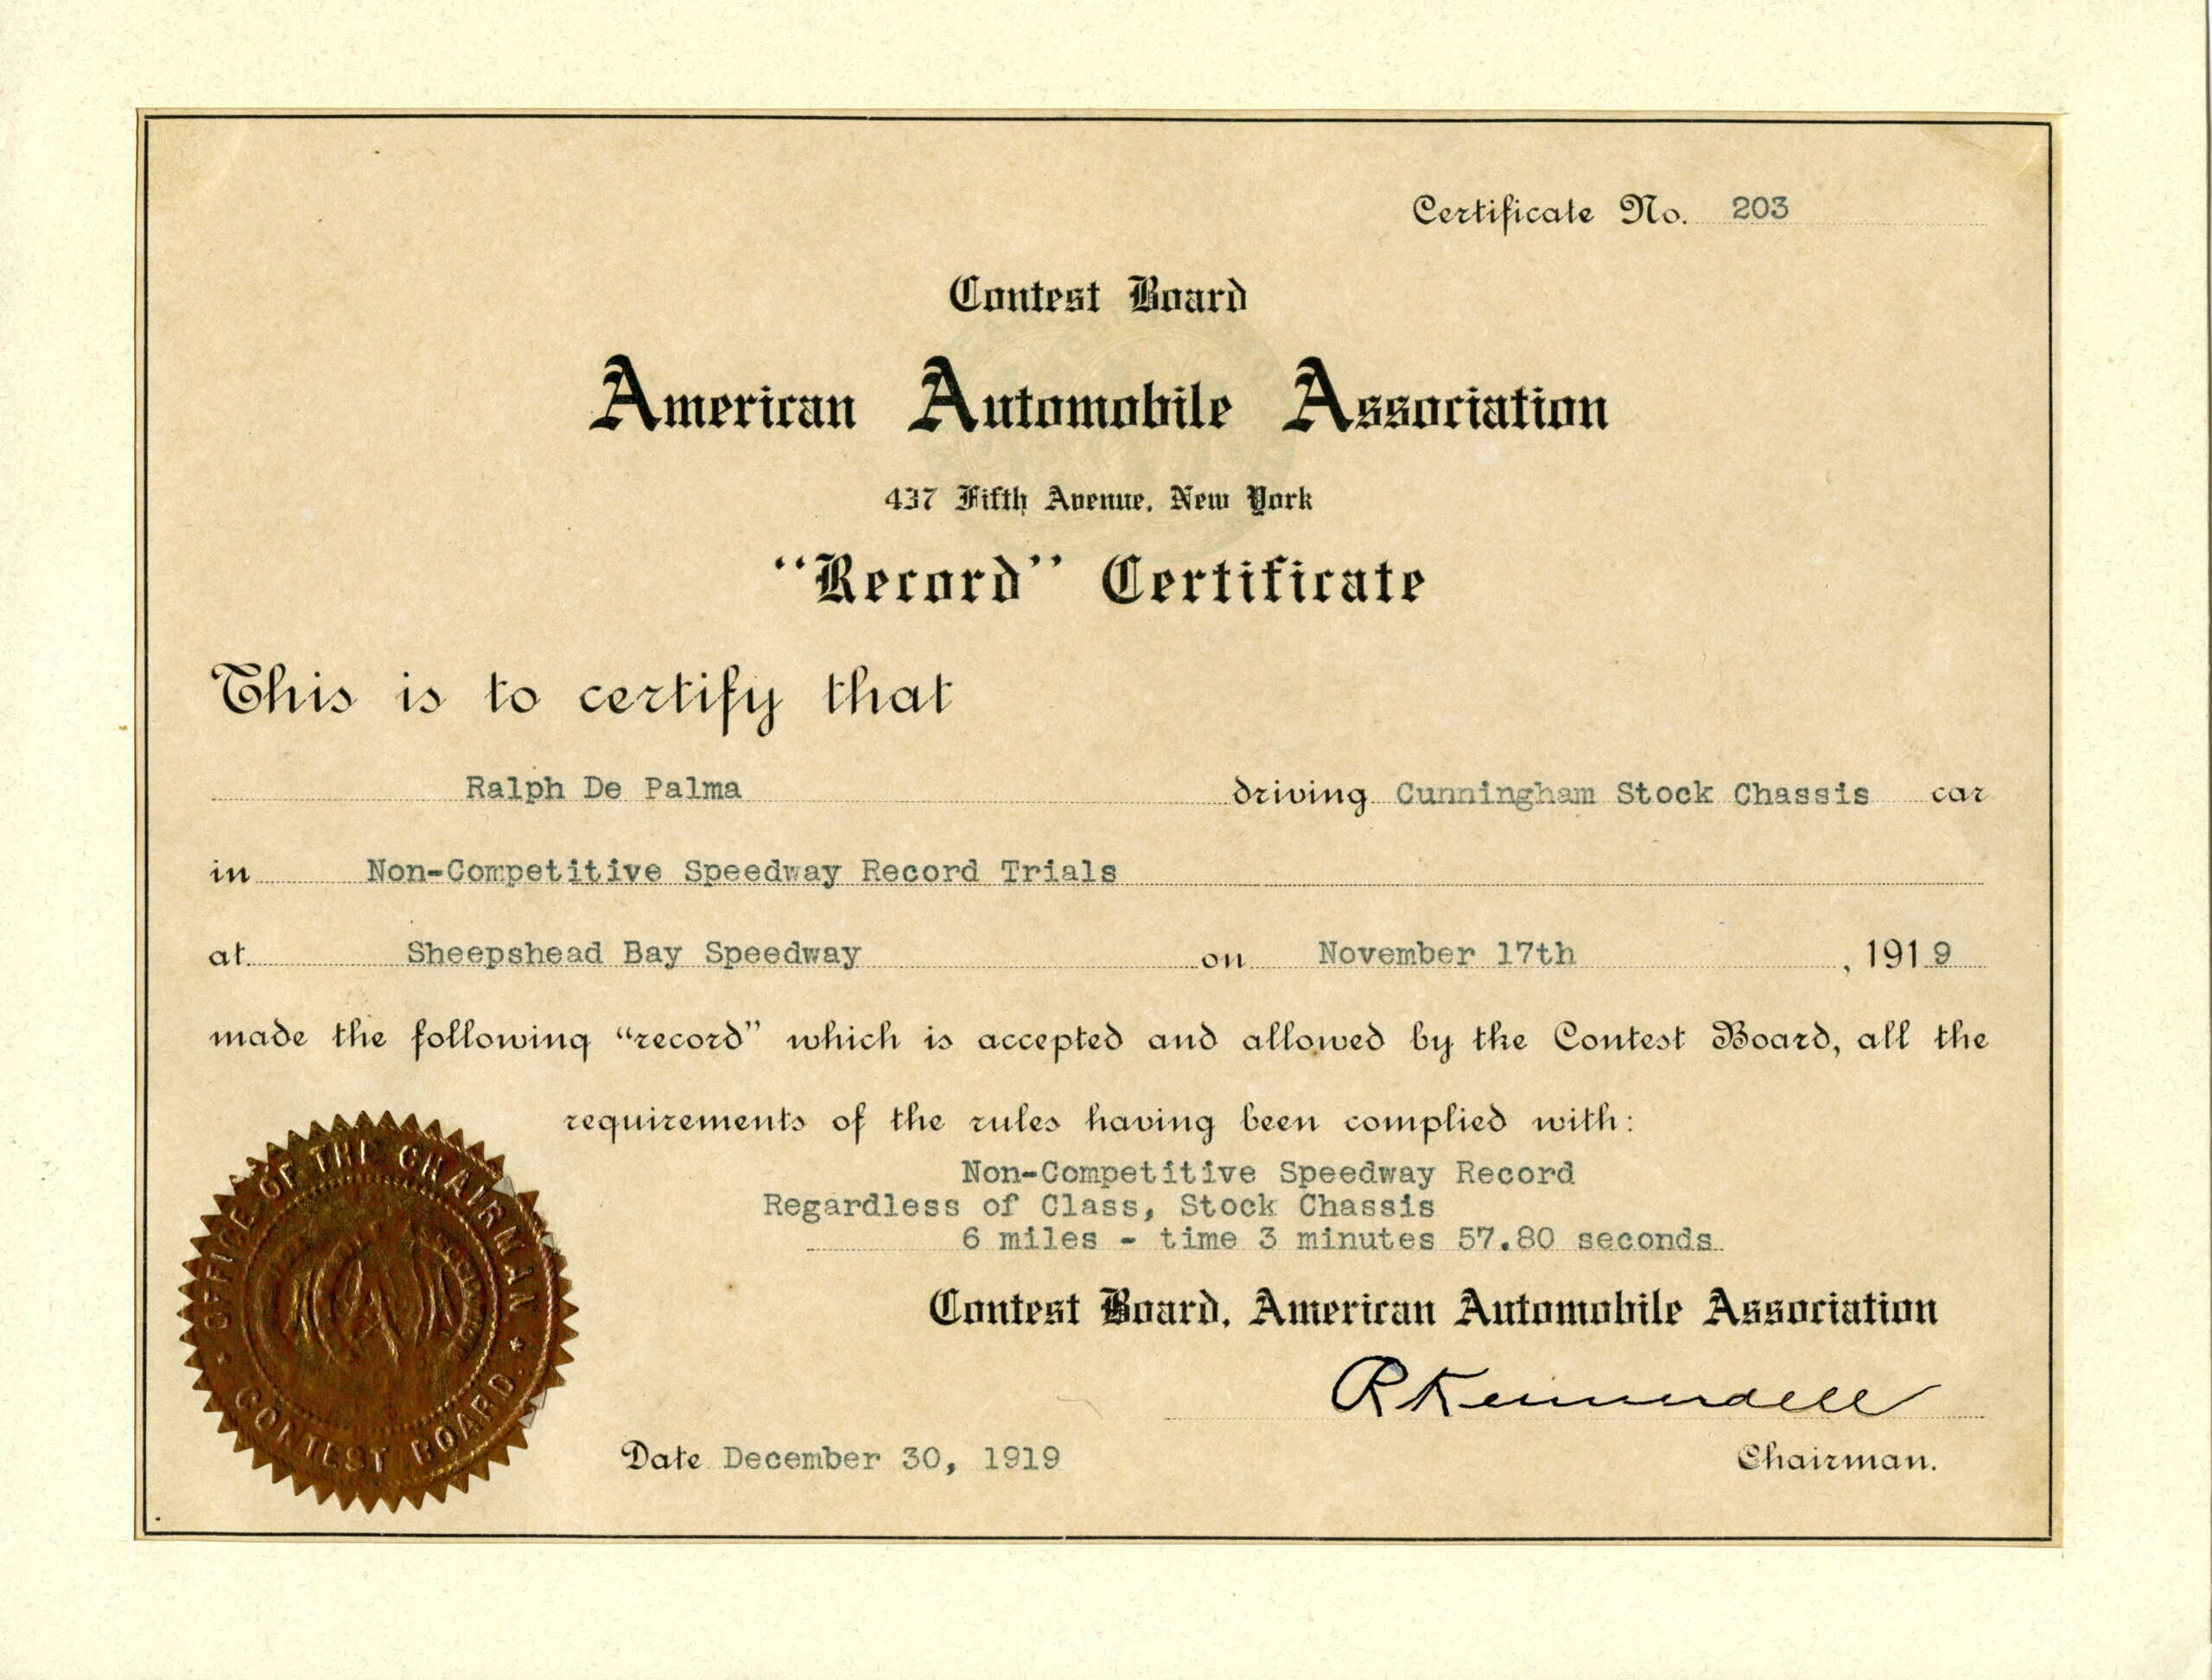 Certificate No. 203
Contest Board
American Automobile Association
437 Fifth Avenue, New York
"Record" Certificate
This is to certify that
Ralph De Palma driving Cunningham Stock Chassis car
in Non-Competitive Speedway Record Trials
at Sheepshead Bay Speedway on November 17th, 1919
made the following "record" which is accepted and allowed by the Contest Board, all the
requirements of the rules having been complied with:
Non-Competitive Speedway Record
Regardless of Class, Stock Chassis
6 miles - time 3 minutes 57.80 seconds
Contest Board, American Automobile Association
Date December 30, 1919
Chairman.
OFFICE OF THE CHAIRMAN
CONTEST BOARD.